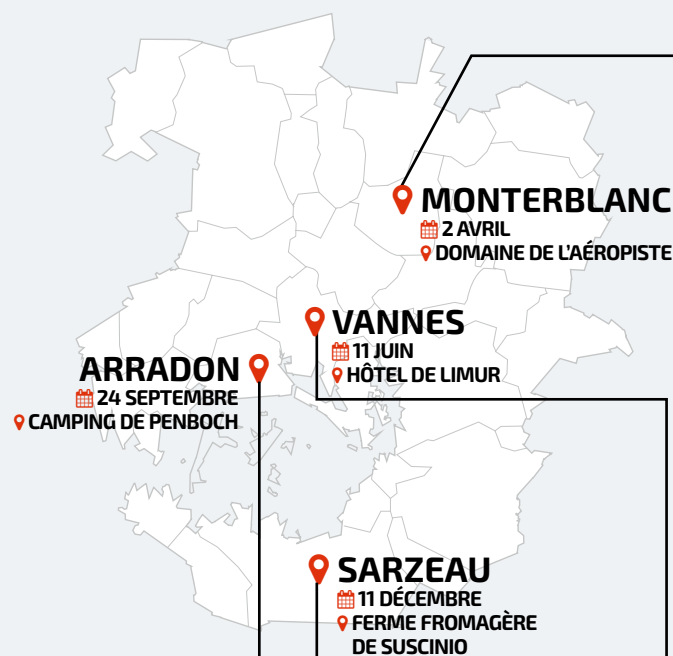 MONTERBLANC
2 AVRIL
DOMAINE DE L'AÉROPISTE
VANNES
11 JUIN
HÔTEL DE LIMUR
ARRADON
24 SEPTEMBRE
CAMPING DE PENBOCH
SARZEAU
11 DÉCEMBRE
FERME FROMAGÈRE
DE SUSCINIO